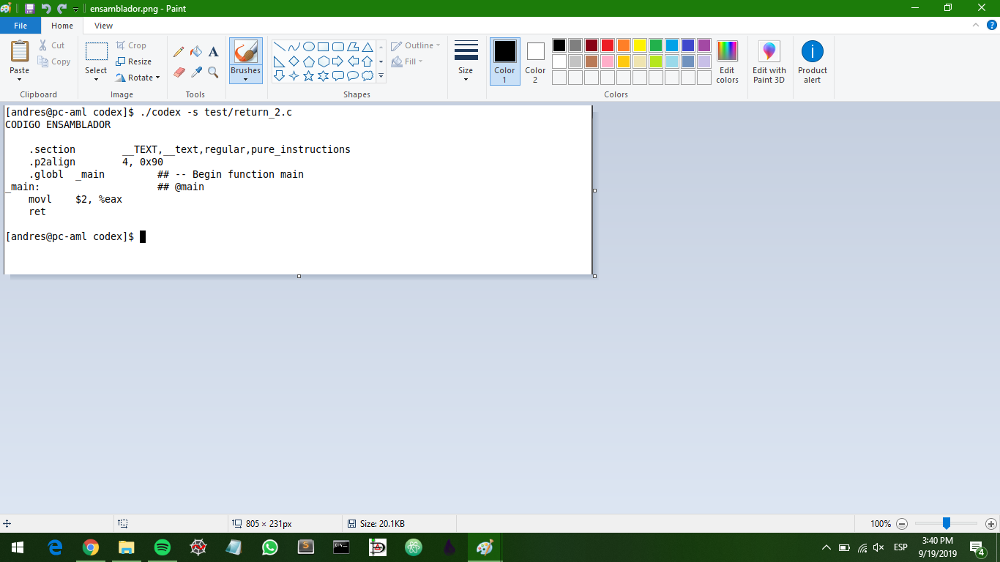 ensamblador.png - Paint
File Home View
Paste
Cut
Copy
Clipboard
Select
Crop
Resize
Rotate
Image
A
Tools
Brushes
Shapes
Outline
Fill
Size
Color 1
Color 2
Edit colors
Colors
Edit with Paint 3D
Product alert
[andres@pc-aml codex]$ ./codex -s test/return_2.c
CODIGO ENSAMBLADOR
.section __TEXT,__text,regular,pure_instructions
.p2align 4, 0x90
.globl _main ## -- Begin function main
_main: ## @main
movl $2, %eax
ret
[andres@pc-aml codex]$
805 × 231px
Size: 20.1KB
100%
ESP
3:40 PM
9/19/2019
4